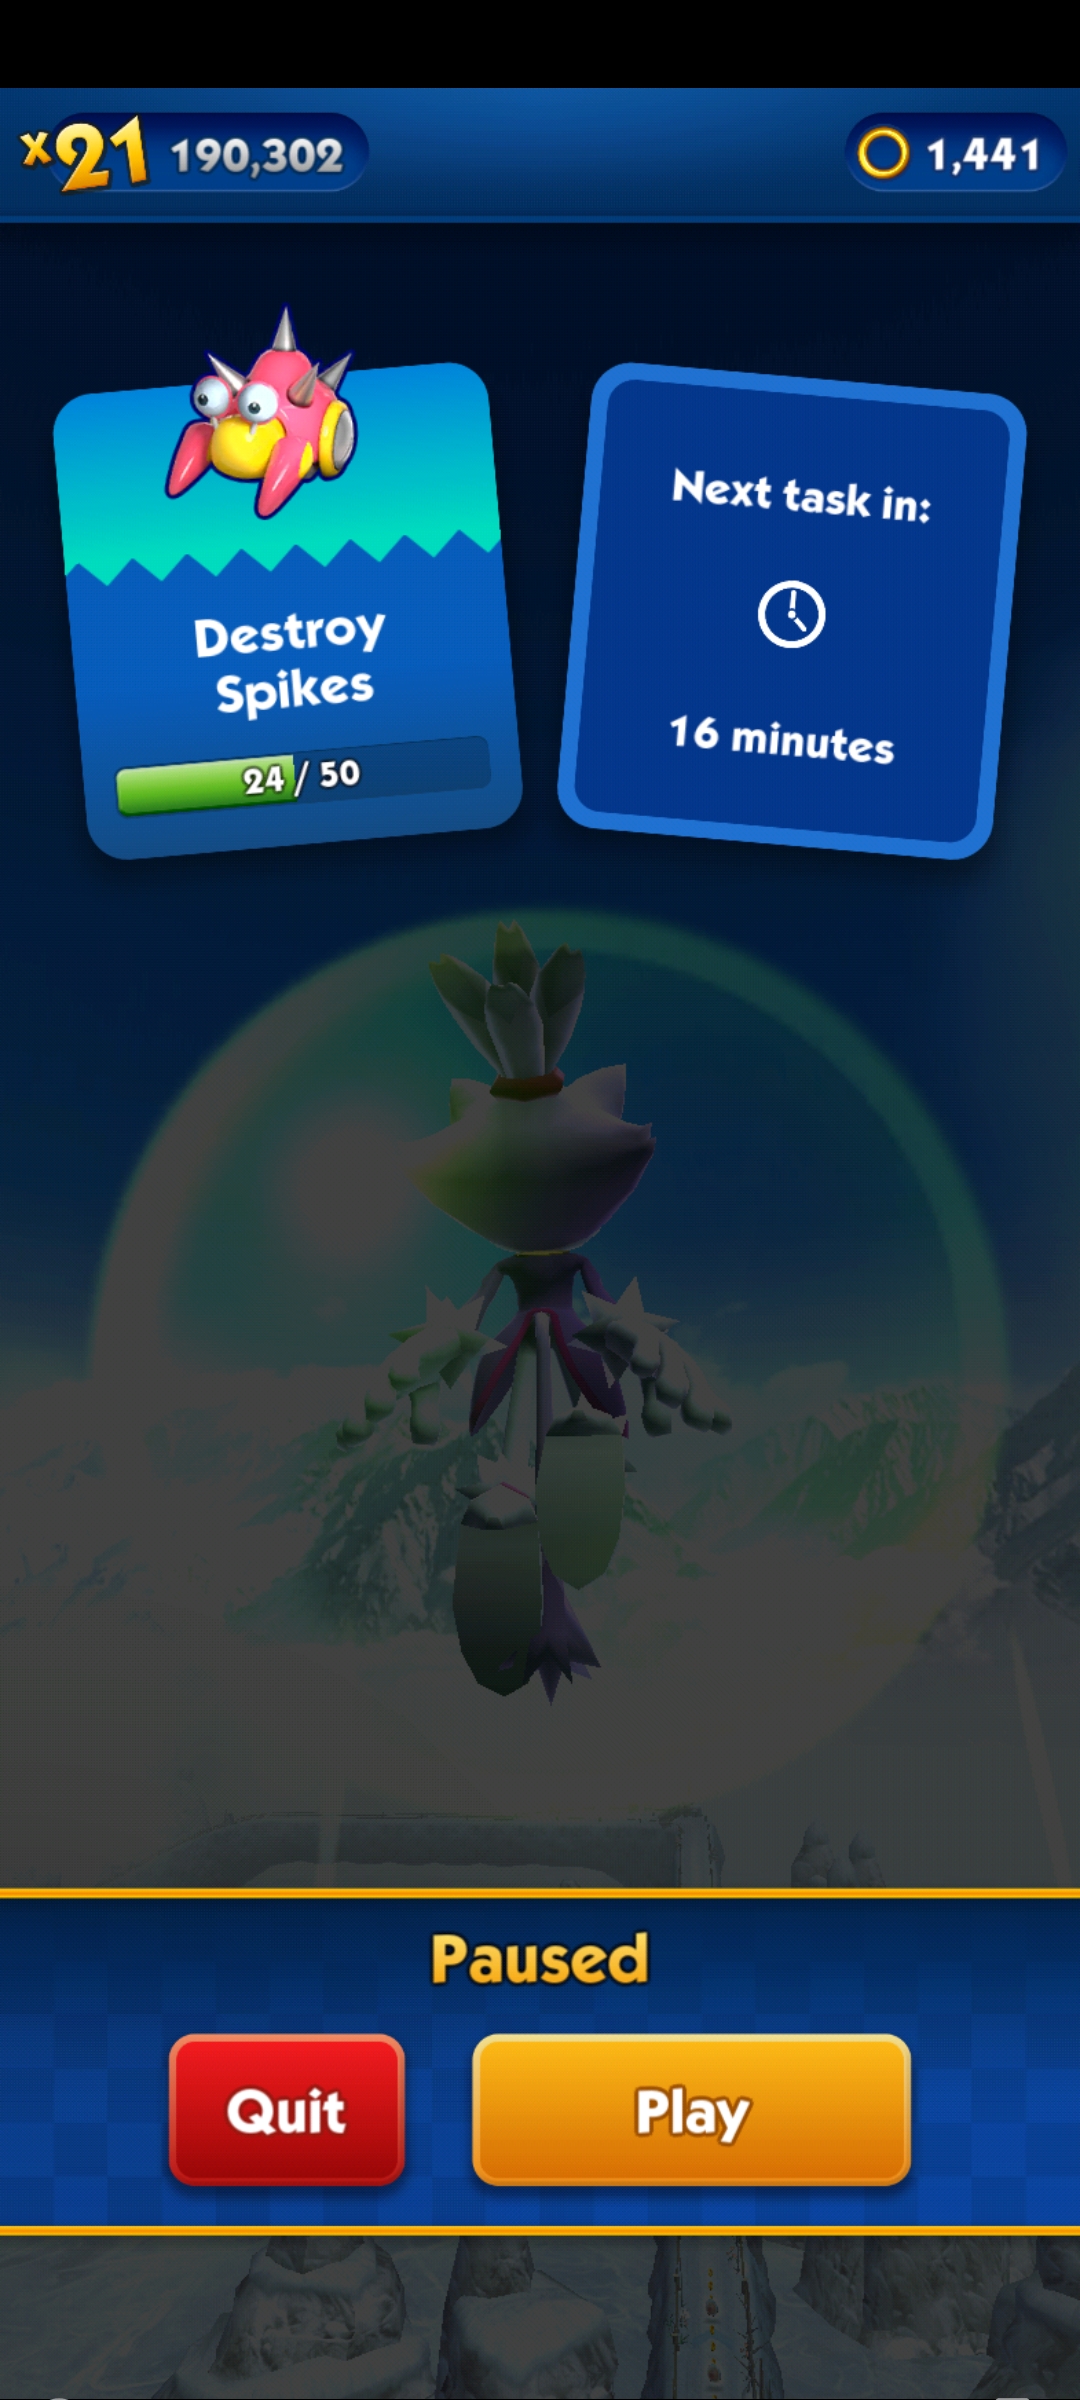 x21 190,302
1,441
Destroy
Spikes
24 / 50
Next task in:
16 minutes
Paused
Quit
Play